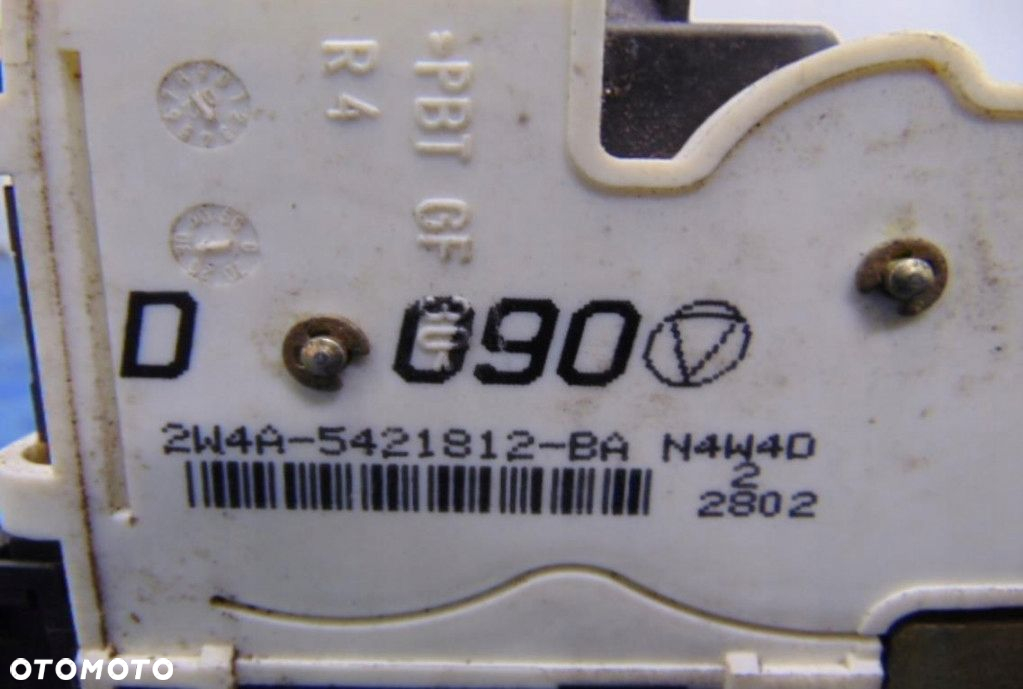 >PBT GF
R4
D 090
2W4A-5421812-BA N4W4D
2
2802
OTOMOTO